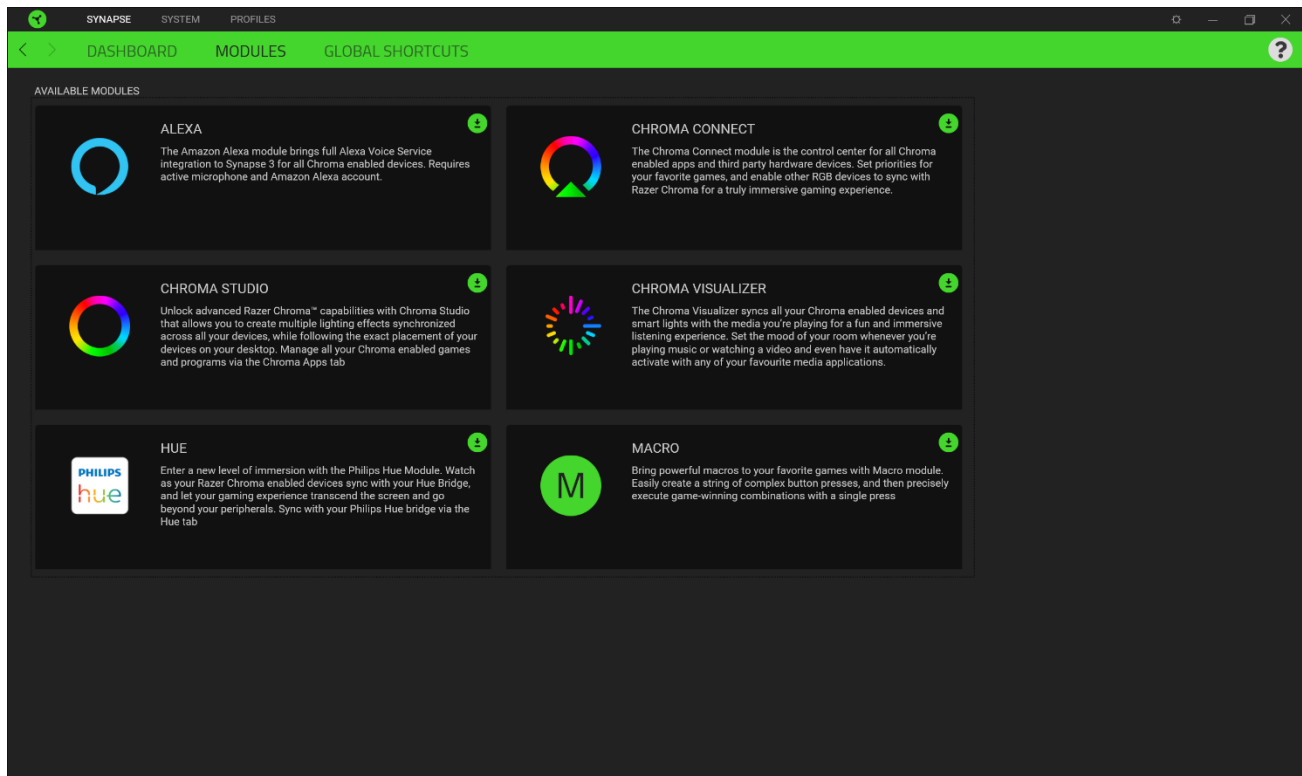 SYNAPSE SYSTEM PROFILES
DASHBOARD MODULES GLOBAL SHORTCUTS
?
AVAILABLE MODULES
ALEXA
The Amazon Alexa module brings full Alexa Voice Service
integration to Synapse 3 for all Chroma enabled devices. Requires
active microphone and Amazon Alexa account.
CHROMA CONNECT
The Chroma Connect module is the control center for all Chroma
enabled apps and third party hardware devices. Set priorities for
your favorite games, and enable other RGB devices to sync with
Razer Chroma for a truly immersive gaming experience.
CHROMA STUDIO
Unlock advanced Razer Chroma™ capabilities with Chroma Studio
that allows you to create multiple lighting effects synchronized
across all your devices, while following the exact placement of your
devices on your desktop. Manage all your Chroma enabled games
and programs via the Chroma Apps tab
CHROMA VISUALIZER
The Chroma Visualizer syncs all your Chroma enabled devices and
smart lights with the media you're playing for a fun and immersive
listening experience. Set the mood of your room whenever you're
playing music or watching a video and even have it automatically
activate with any of your favourite media applications.
PHILIPS
hue
HUE
Enter a new level of immersion with the Philips Hue Module. Watch
as your Razer Chroma enabled devices sync with your Hue Bridge,
and let your gaming experience transcend the screen and go
beyond your peripherals. Sync with your Philips Hue bridge via the
Hue tab
M
MACRO
Bring powerful macros to your favorite games with Macro module.
Easily create a string of complex button presses, and then precisely
execute game-winning combinations with a single press